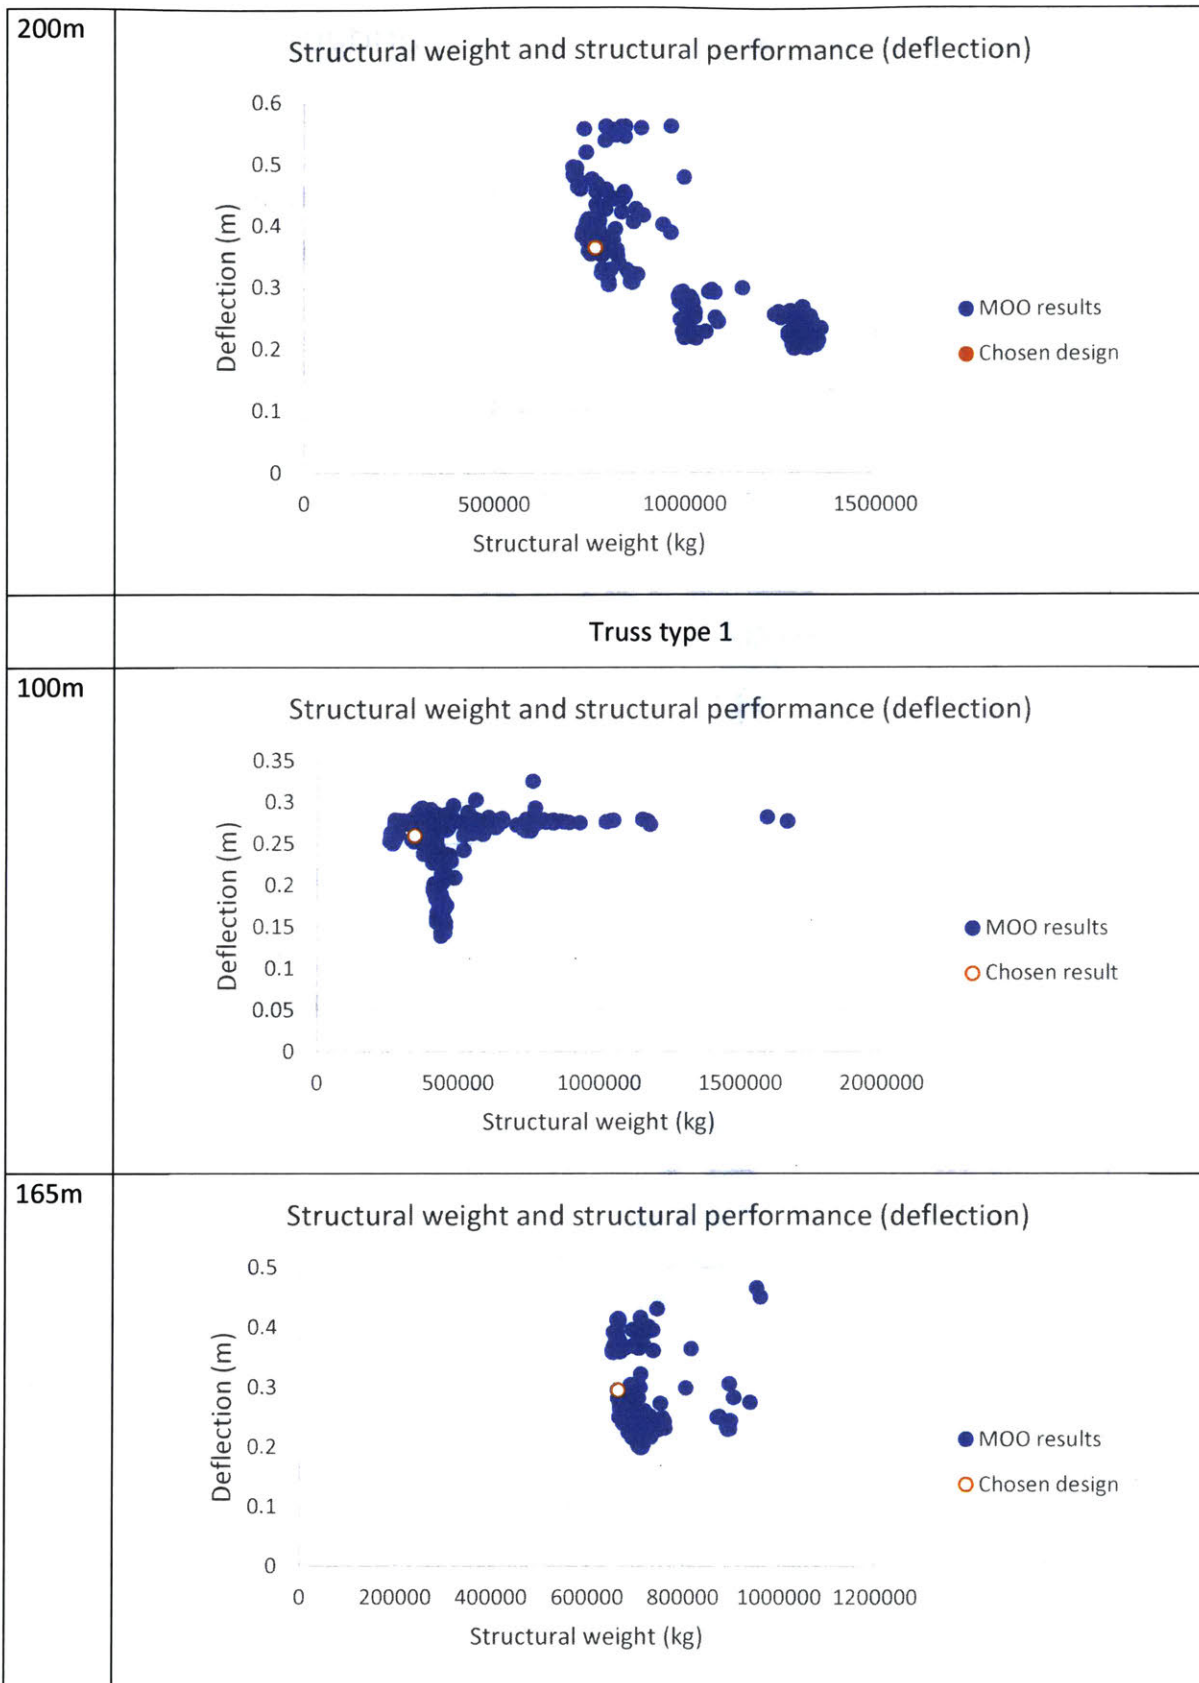 200m
Structural weight and structural performance (deflection)
0.6
0.5
0.4
0.3
0.2
0.1
0
Deflection (m)
0 500000 1000000 1500000
Structural weight (kg)
MOO results
Chosen design
Truss type 1
100m
Structural weight and structural performance (deflection)
0.35
0.3
0.25
0.2
0.15
0.1
0.05
0
Deflection (m)
0 500000 1000000 1500000 2000000
Structural weight (kg)
MOO results
Chosen result
165m
Structural weight and structural performance (deflection)
0.5
0.4
0.3
0.2
0.1
0
Deflection (m)
0 200000 400000 600000 800000 1000000 1200000
Structural weight (kg)
MOO results
Chosen design